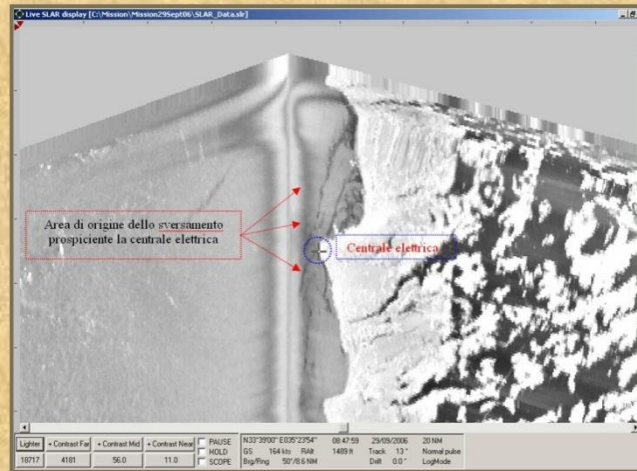 Live SLAR display [C:\Mission\Mission29Sept06\SLAR_Data.slr]
Area di origine dello sversamento
prospiciente la centrale elettrica
Centrale elettrica
Lighter + Contrast Far + Contrast Mid + Contrast Near PAUSE N33°39'00" E035°23'54" 08:47:59 29/09/2006 20 NM
HOLD GS 164 kts RAlt 1489 ft Track 13° Normal pulse
18717 4181 56.0 11.0 SCOPE Brg/Rng 50°/8.6 NM Drift 0.0° LogMode